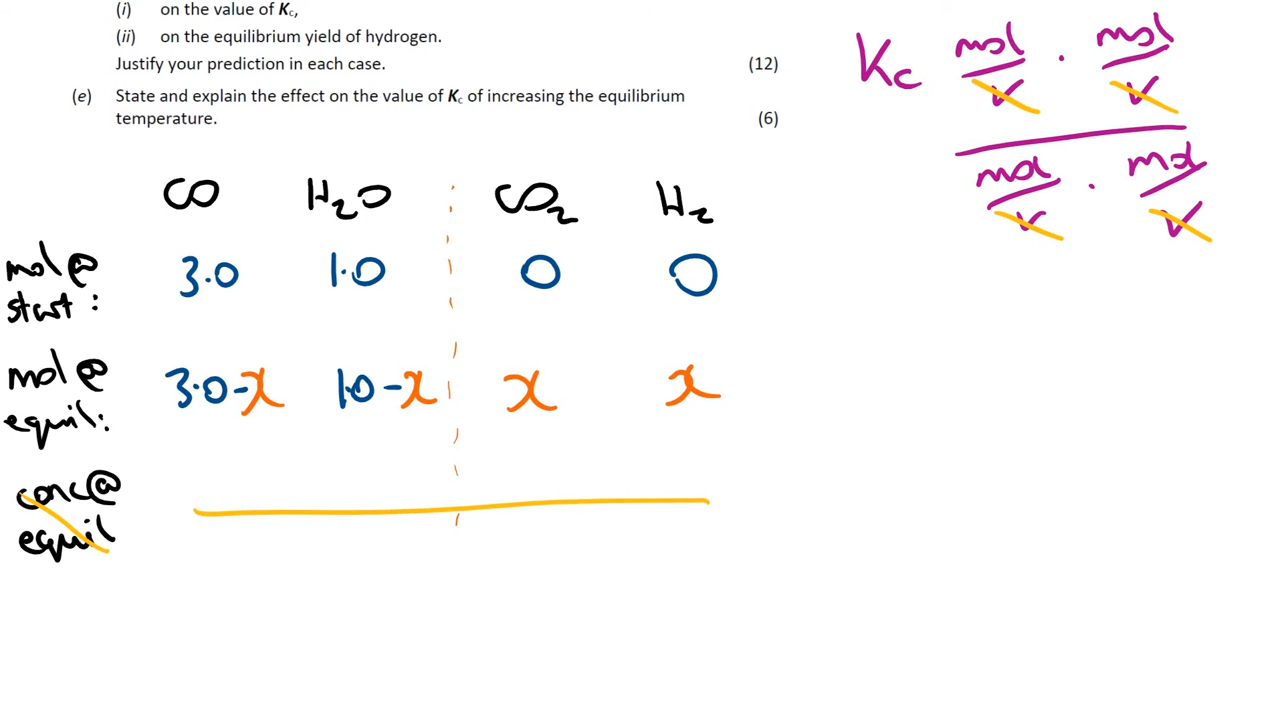 (i) on the value of Kc,
(ii) on the equilibrium yield of hydrogen.
Justify your prediction in each case. (12)
(e) State and explain the effect on the value of Kc of increasing the equilibrium
temperature. (6)
Kc mol/v · mol/v
mol/v · mol/v
CO H2O CO2 H2
mol@ start: 3.0 1.0 0 0
mol@ equil: 3.0-x 1.0-x x x
conc@
equil